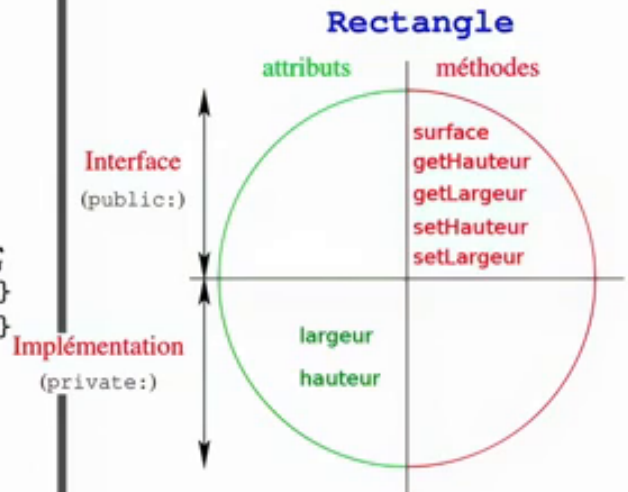 Rectangle
attributs
méthodes
Interface
(public:)
surface
getHauteur
getLargeur
setHauteur
setLargeur
}
}
Implémentation
(private:)
largeur
hauteur